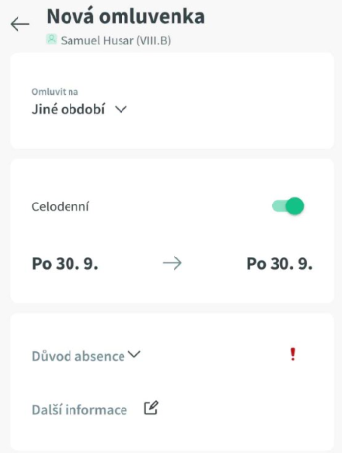 Nová omluvenka
Samuel Husar (VIII.B)
Omluvit na
Jiné období
Celodenní
Po 30. 9. → Po 30. 9.
Důvod absence
Další informace